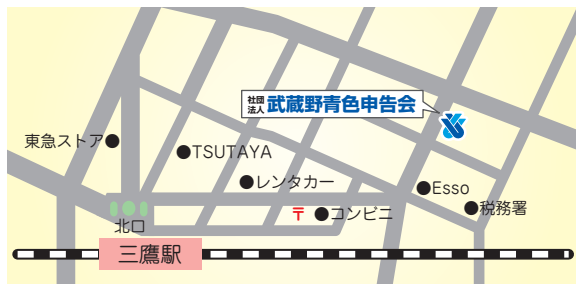 社団
法人 武蔵野青色申告会
東急ストア
TSUTAYA
レンタカー
Esso
税務署
〒
コンビニ
北口
三鷹駅